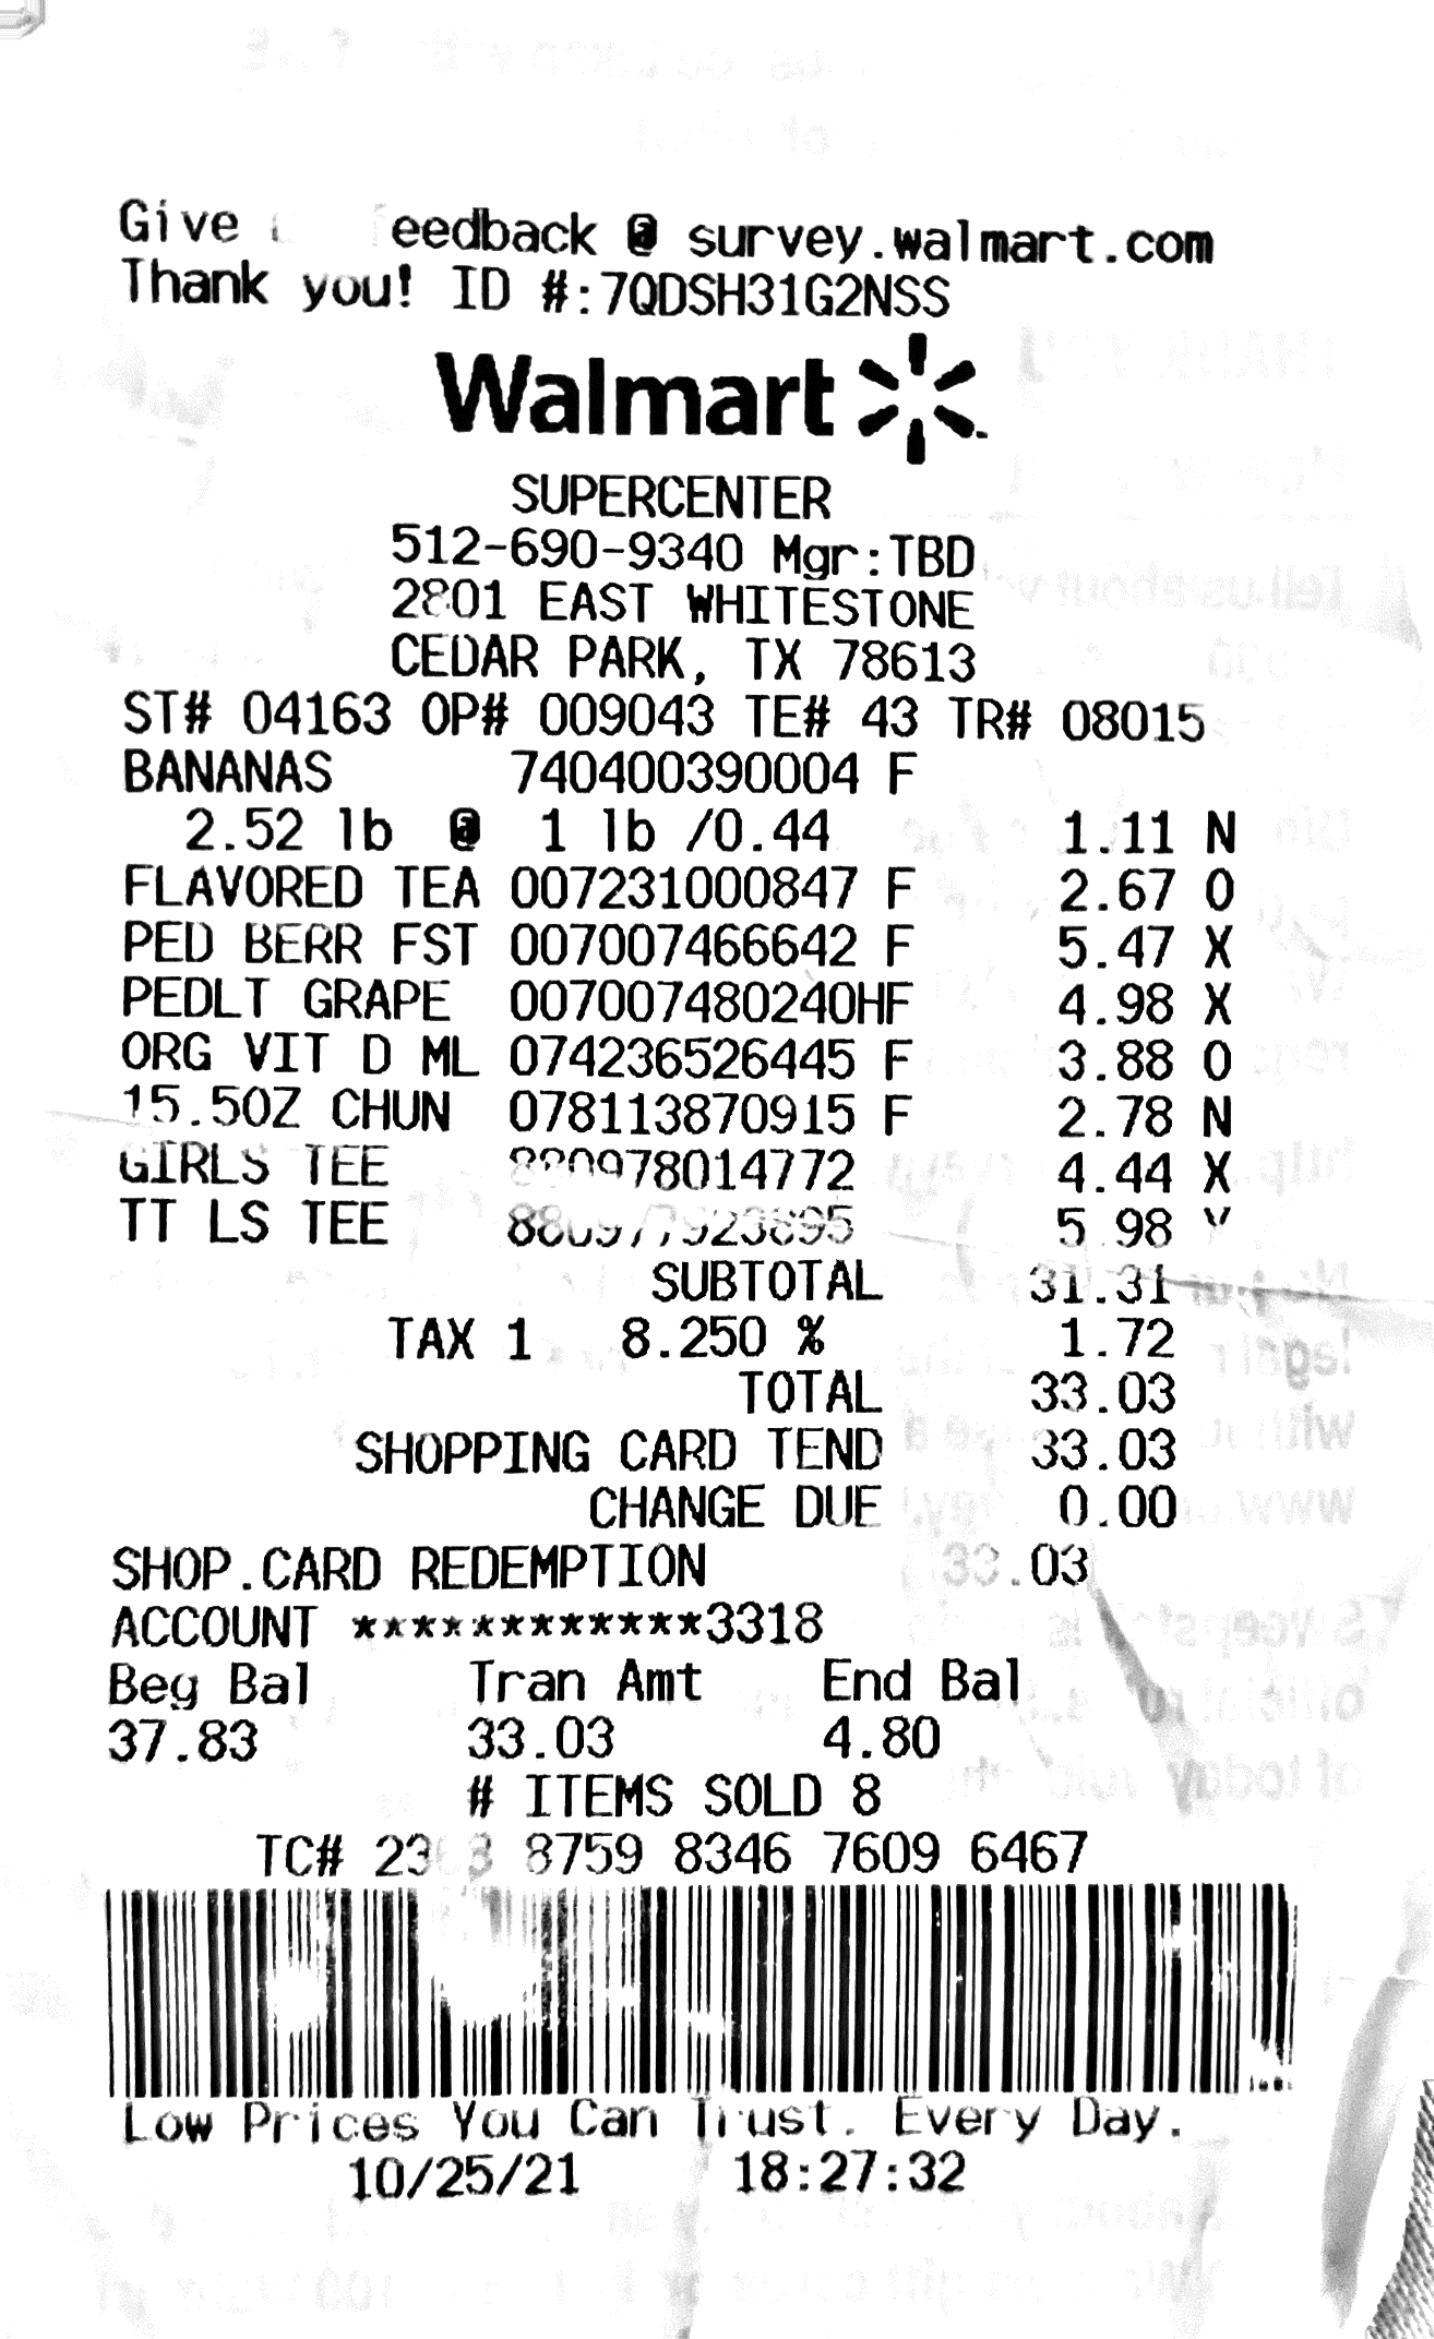 Give eedback @ survey.walmart.com
Thank you! ID #:7QDSH31G2NSS
Walmart
SUPERCENTER
512-690-9340 Mgr:TBD
2801 EAST WHITESTONE
CEDAR PARK, TX 78613
ST# 04163 OP# 009043 TE# 43 TR# 08015
BANANAS 740400390004 F
2.52 lb @ 1 lb /0.44 1.11 N
FLAVORED TEA 007231000847 F 2.67 O
PED BERR FST 007007466642 F 5.47 X
PEDLT GRAPE 007007480240HF 4.98 X
ORG VIT D ML 074236526445 F 3.88 O
15.5OZ CHUN 078113870915 F 2.78 N
GIRLS TEE 4.44 X
TT LS TEE 5.98
SUBTOTAL 31.31
TAX 1 8.250 % 1.72
TOTAL 33.03
SHOPPING CARD TEND 33.03
CHANGE DUE 0.00
SHOP.CARD REDEMPTION 33.03
ACCOUNT ************3318
Beg Bal Tran Amt End Bal
37.83 33.03 4.80
# ITEMS SOLD 8
TC# 8759 8346 7609 6467
Low Prices You Can Trust. Every Day.
10/25/21 18:27:32